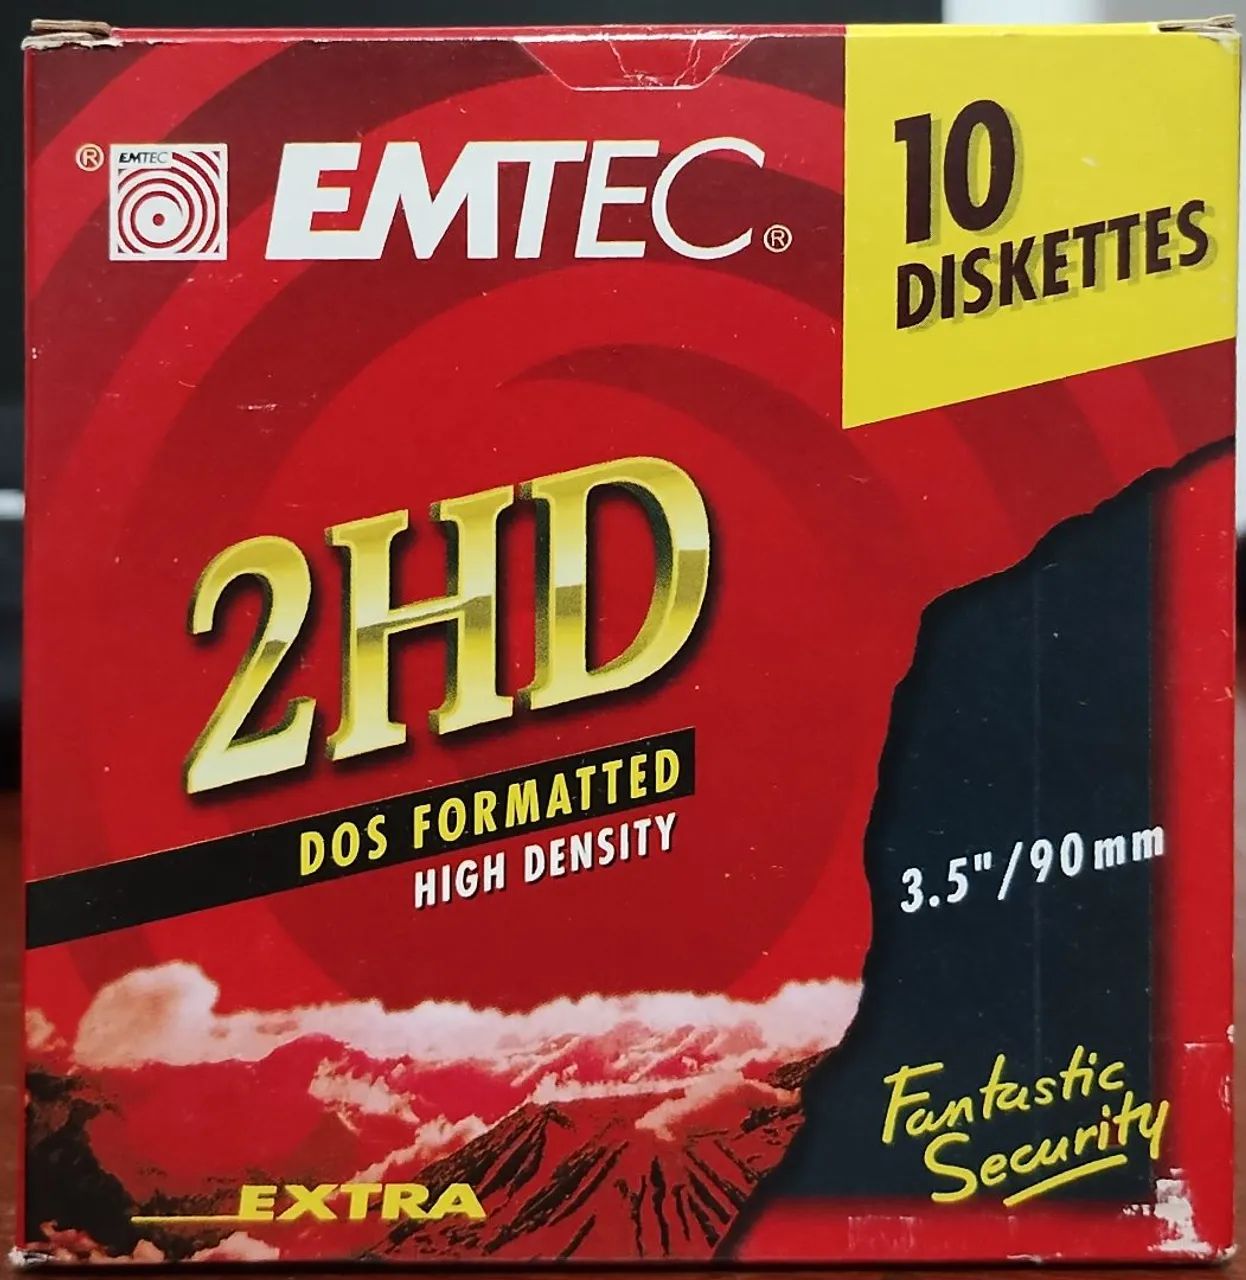 ® EMTEC EMTEC®
10
DISKETTES
2HD
DOS FORMATTED
HIGH DENSITY
3.5"/90mm
Fantastic
Security
EXTRA